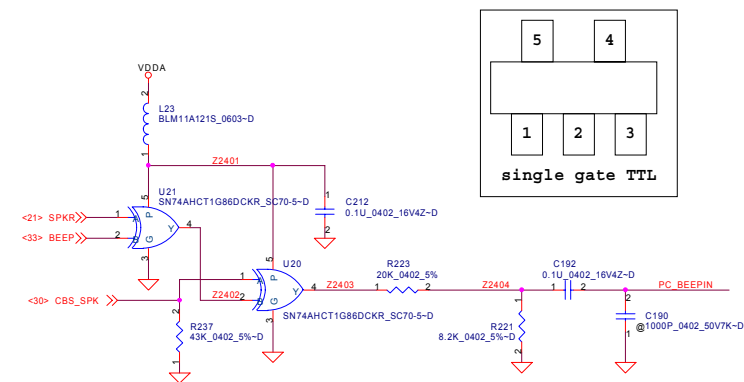 5 4
1 2 3
single gate TTL
VDDA
2
L23
BLM11A121S_0603~D
1
Z2401
U21
SN74AHCT1G86DCKR_SC70-5~D
5
P
<21> SPKR
1
A
Y
4
<33> BEEP
2
B
G
3
1
C212
0.1U_0402_16V4Z~D
2
U20
5
P
<30> CBS_SPK
1
A
Y
4
Z2402
2
B
G
3
SN74AHCT1G86DCKR_SC70-5~D
Z2403
R223
20K_0402_5%
1 2
Z2404
C192
0.1U_0402_16V4Z~D
1 2
PC_BEEPIN
2
R237
43K_0402_5%~D
1
1
R221
8.2K_0402_5%~D
2
2
C190
@1000P_0402_50V7K~D
1